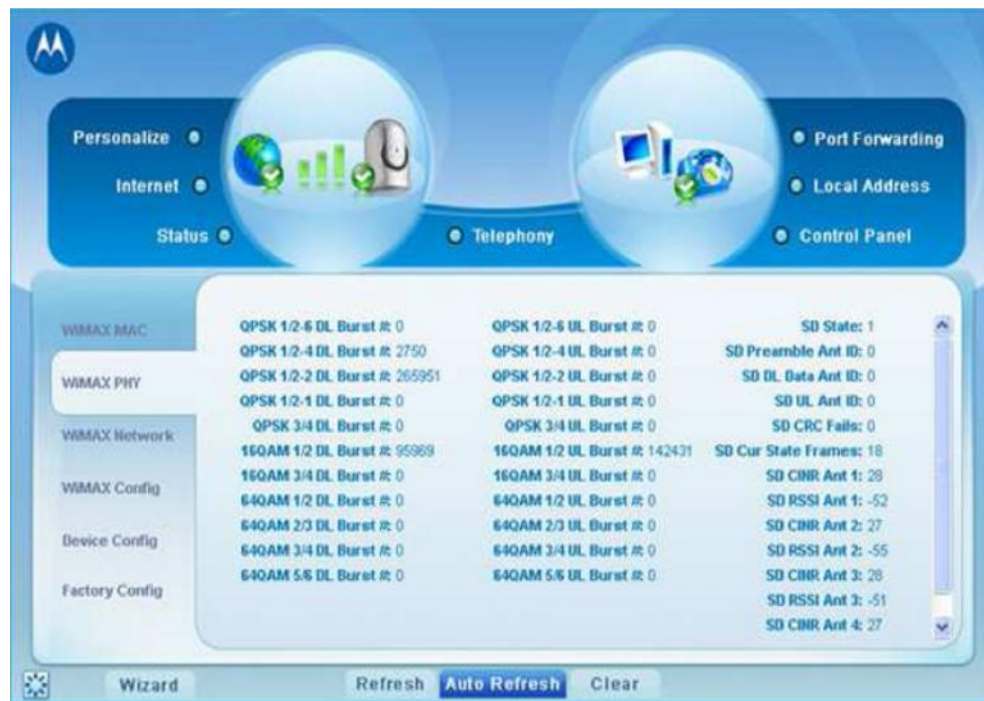 Personalize
Internet
Status
Telephony
Port Forwarding
Local Address
Control Panel
WiMAX MAC
WiMAX PHY
WiMAX Network
WiMAX Config
Device Config
Factory Config
QPSK 1/2-6 DL Burst #: 0
QPSK 1/2-4 DL Burst #: 2750
QPSK 1/2-2 DL Burst #: 265951
QPSK 1/2-1 DL Burst #: 0
QPSK 3/4 DL Burst #: 0
16QAM 1/2 DL Burst #: 95969
16QAM 3/4 DL Burst #: 0
64QAM 1/2 DL Burst #: 0
64QAM 2/3 DL Burst #: 0
64QAM 3/4 DL Burst #: 0
64QAM 5/6 DL Burst #: 0
QPSK 1/2-6 UL Burst #: 0
QPSK 1/2-4 UL Burst #: 0
QPSK 1/2-2 UL Burst #: 0
QPSK 1/2-1 UL Burst #: 0
QPSK 3/4 UL Burst #: 0
16QAM 1/2 UL Burst #: 142431
16QAM 3/4 UL Burst #: 0
64QAM 1/2 UL Burst #: 0
64QAM 2/3 UL Burst #: 0
64QAM 3/4 UL Burst #: 0
64QAM 5/6 UL Burst #: 0
SD State: 1
SD Preamble Ant ID: 0
SD DL Data Ant ID: 0
SD UL Ant ID: 0
SD CRC Fails: 0
SD Cur State Frames: 18
SD CINR Ant 1: 28
SD RSSI Ant 1: -52
SD CINR Ant 2: 27
SD RSSI Ant 2: -55
SD CINR Ant 3: 28
SD RSSI Ant 3: -51
SD CINR Ant 4: 27
Wizard
Refresh
Auto Refresh
Clear